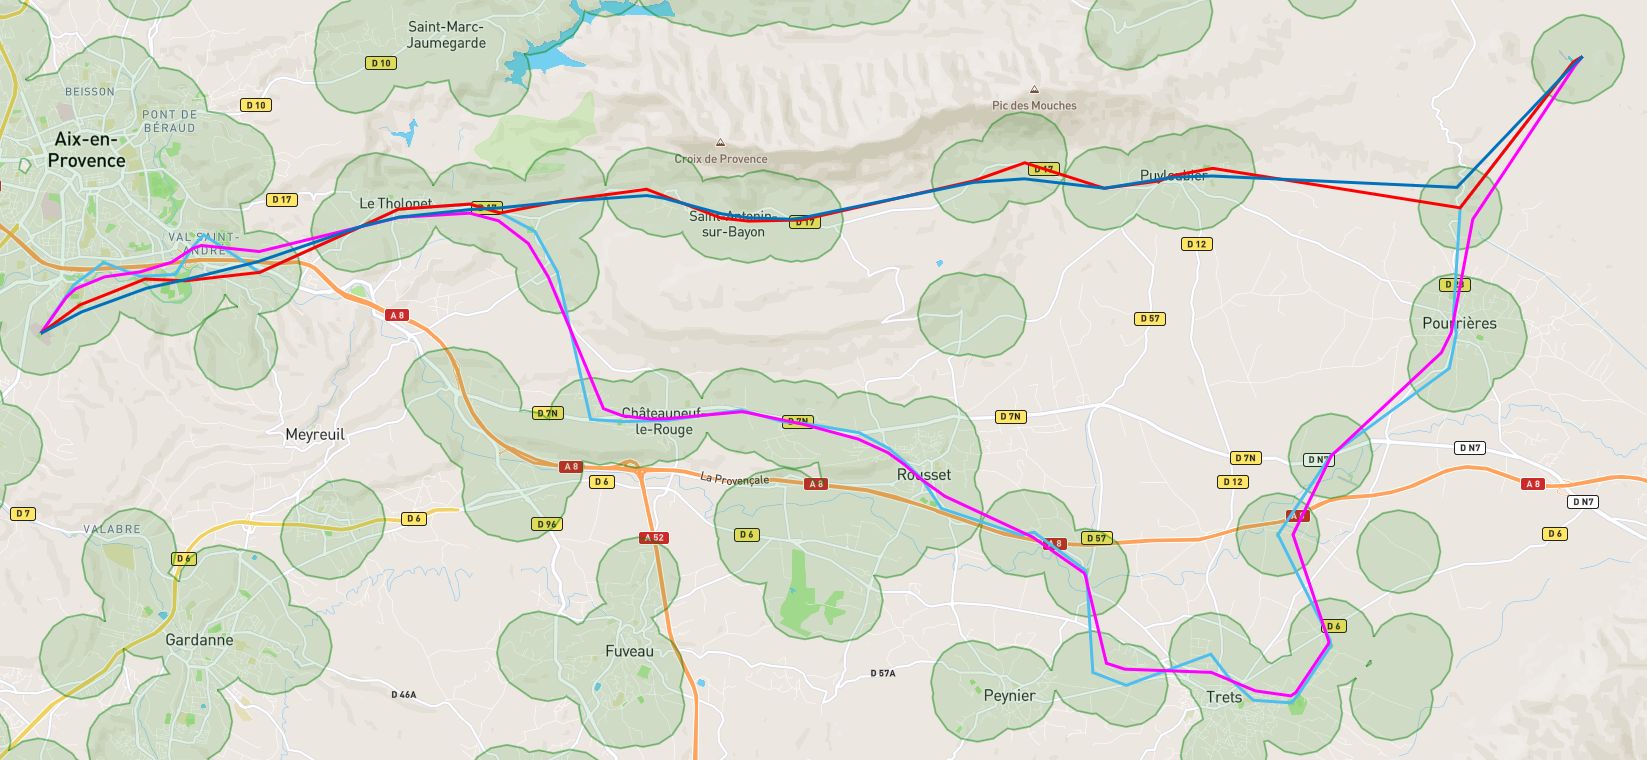 Saint-Marc-
Jaumegarde
D 10
BEISSON
D 10
Pic des Mouches
PONT DE
BÉRAUD
Aix-en-
Provence
Croix de Provence
D 17
Puyloubier
D 17
Le Tholonet
D 17
Saint-Antonin-
sur-Bayon
D 17
VAL SAINT-
ANDRÉ
D 12
D 23
A 8
D 57
Pourrières
D 7N
Châteauneuf
le-Rouge
D 7N
D 7N
Meyreuil
D N7
D 7N
D N7
A 8
Rousset
La Provençale
D 6
A 8
D 12
A 8
D N7
D 7
D 6
A 8
VALABRE
D 96
D 6
A 52
A 8
D 57
D 6
D 6
D 6
Gardanne
Fuveau
D 57A
D 46A
Peynier
Trets